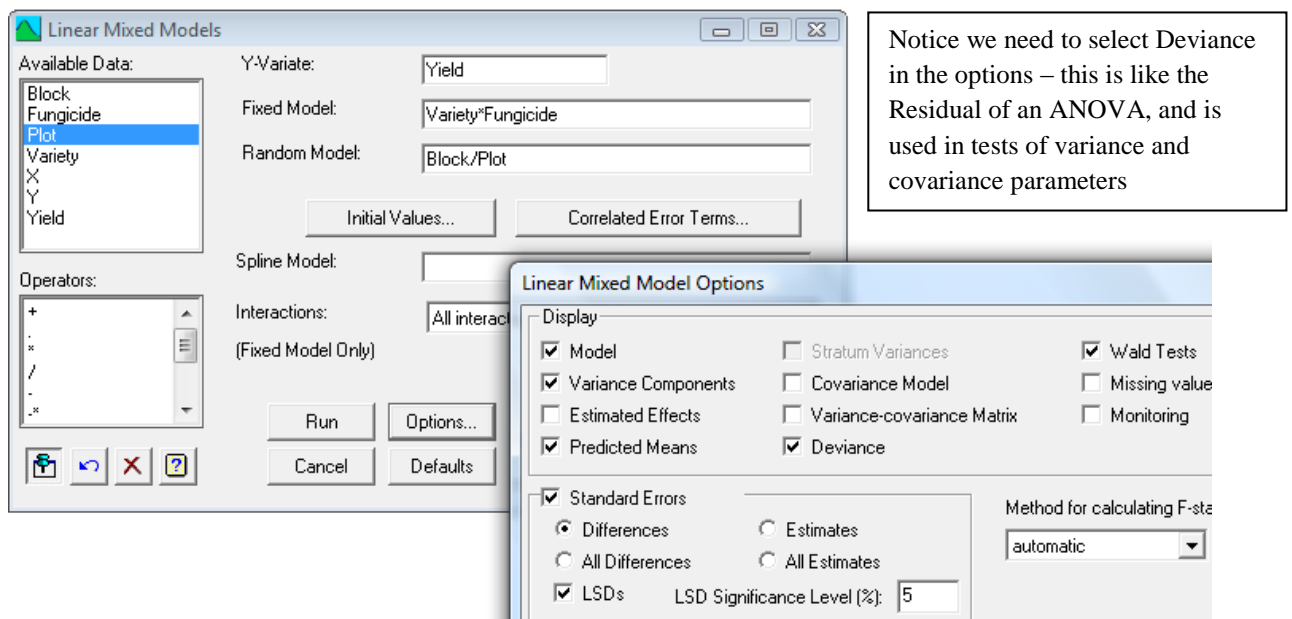 Linear Mixed Models
Available Data:
Block
Fungicide
Plot
Variety
X
Y
Yield
Operators:
+
.
*
/
-
.*
Y-Variate:
Yield
Fixed Model:
Variety*Fungicide
Random Model:
Block/Plot
Initial Values...
Correlated Error Terms...
Spline Model:
Interactions:
All interac
(Fixed Model Only)
Run
Options...
Cancel
Defaults
Notice we need to select Deviance
in the options – this is like the
Residual of an ANOVA, and is
used in tests of variance and
covariance parameters
Linear Mixed Model Options
Display
Model
Stratum Variances
Wald Tests
Variance Components
Covariance Model
Missing value
Estimated Effects
Variance-covariance Matrix
Monitoring
Predicted Means
Deviance
Standard Errors
Differences
Estimates
All Differences
All Estimates
LSDs
LSD Significance Level (%):
5
Method for calculating F-sta
automatic